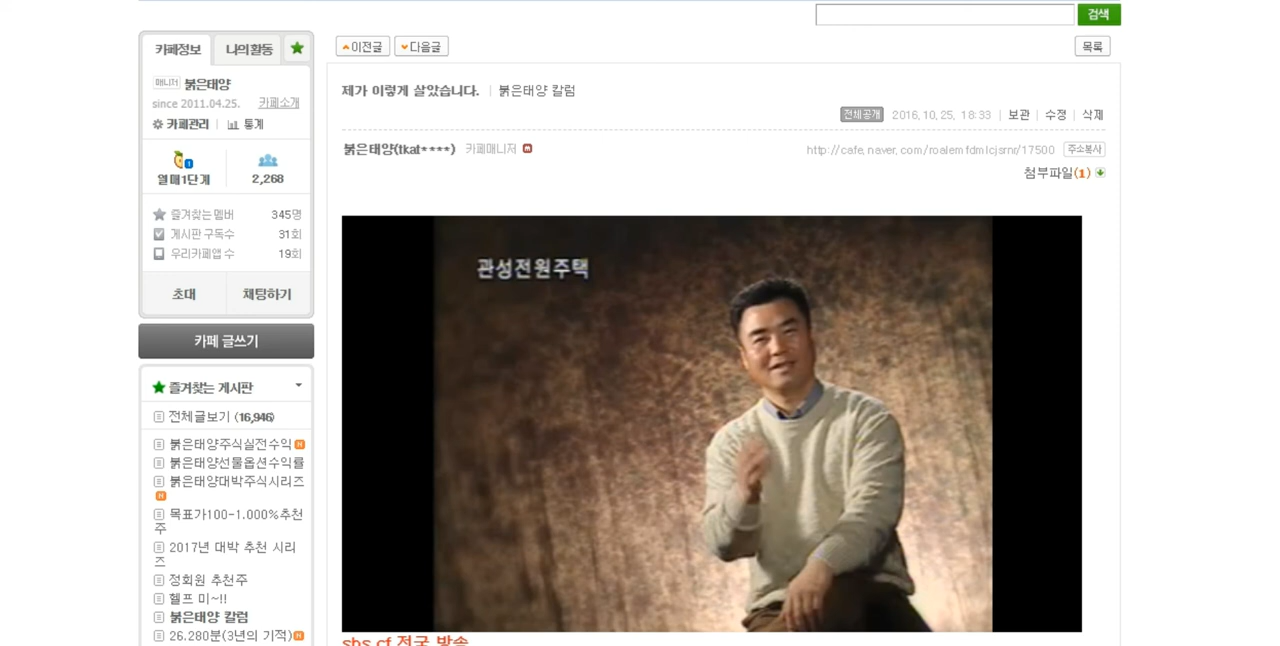 검색
카페정보
나의활동
이전글
다음글
목록
매니저 붉은태양
since 2011.04.25. 카페소개
카페관리 통계
열매1단계
2,268
즐겨찾는멤버 345명
게시판 구독수 31회
우리카페앱 수 19회
초대 채팅하기
카페 글쓰기
즐겨찾는 게시판
전체글보기 (16,946)
붉은태양주식실전수익
붉은태양선물옵션수익률
붉은태양대박주식시리즈
목표가100-1.000%추천
주
2017년 대박 추천 시리
즈
정회원 추천주
헬프 미~!!
붉은태양 칼럼
26.280분(3년의 기적)
제가 이렇게 살았습니다. 붉은태양 칼럼
전체공개 2016.10.25. 18:33 보관 수정 삭제
붉은태양(tkat****) 카페매니저
http://cafe.naver.com/roalemfdmlcjsrnr/17500 주소복사
첨부파일(1)
관성전원주택
sbs cf 전국 방송